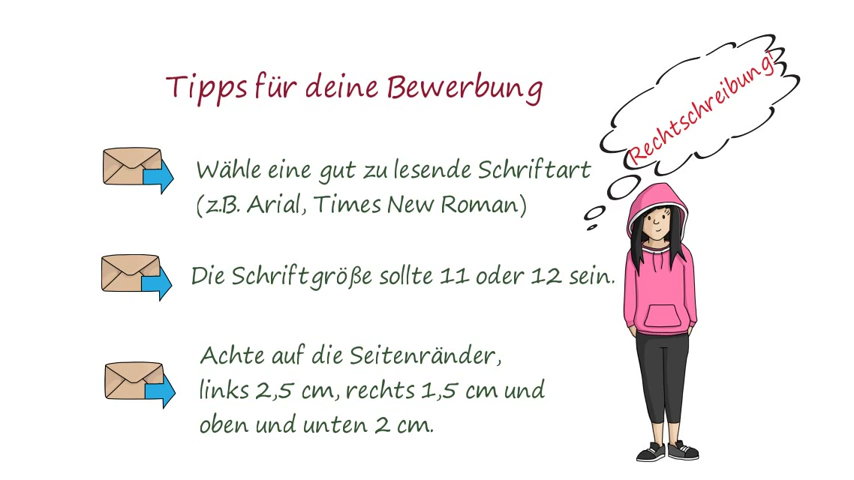 Tipps für deine Bewerbung
Rechtschreibung!
Wähle eine gut zu lesende Schriftart
(z.B. Arial, Times New Roman)
Die Schriftgröße sollte 11 oder 12 sein.
Achte auf die Seitenränder,
links 2,5 cm, rechts 1,5 cm und
oben und unten 2 cm.